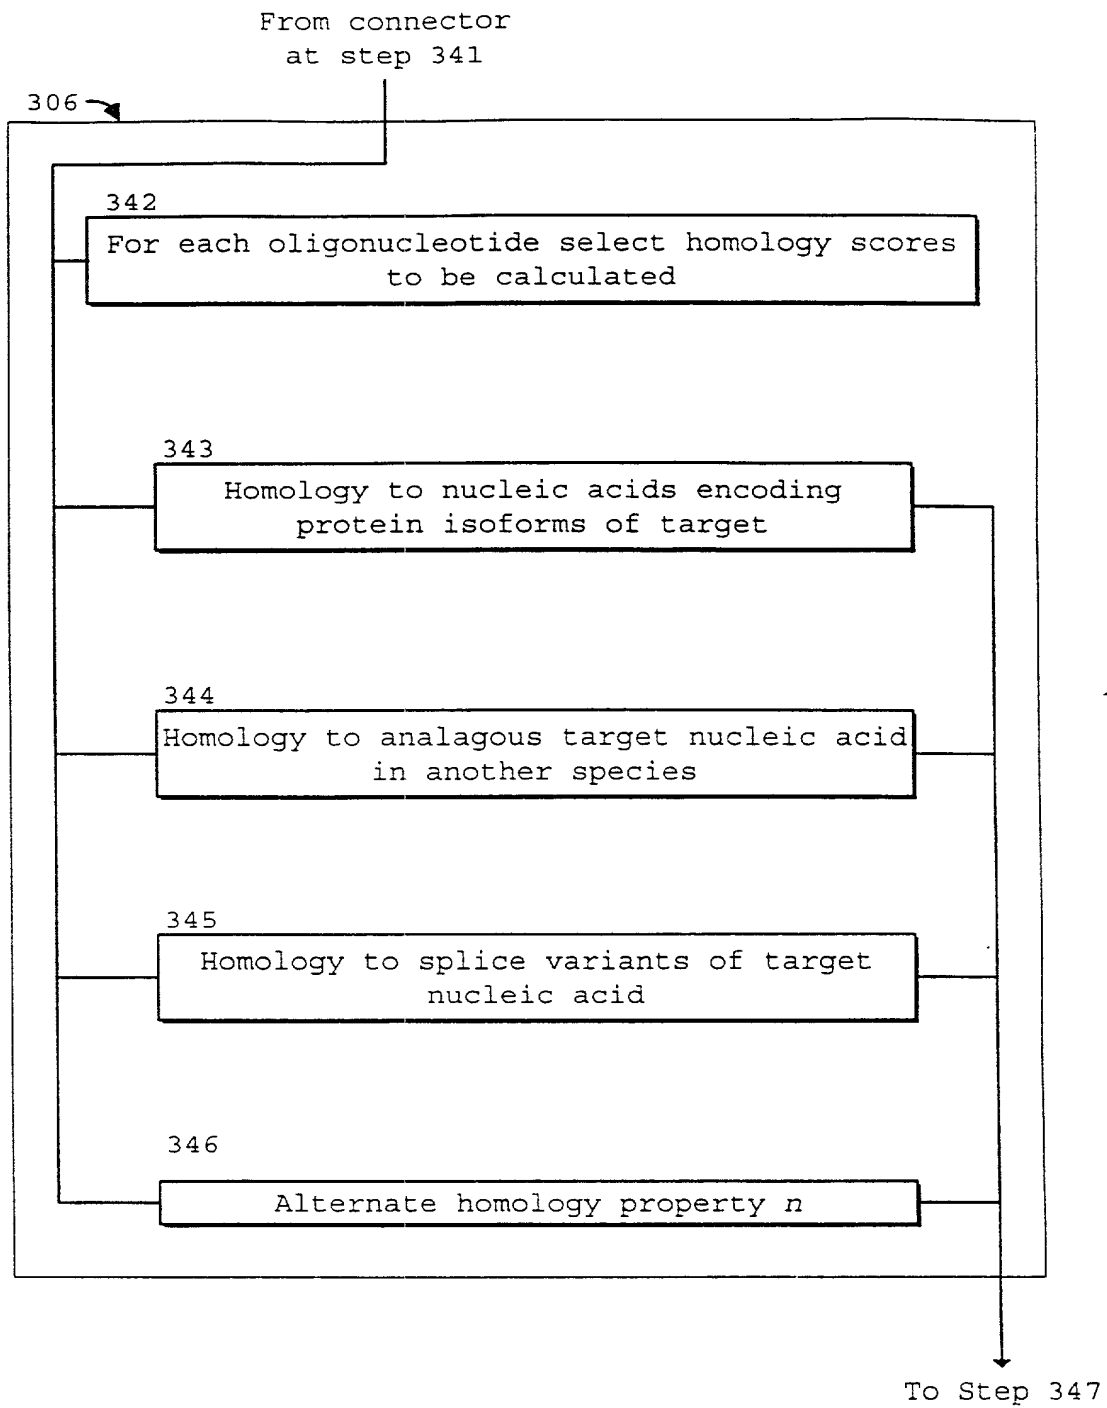 From connector
at step 341
306
342
For each oligonucleotide select homology scores
to be calculated
343
Homology to nucleic acids encoding
protein isoforms of target
344
Homology to analagous target nucleic acid
in another species
345
Homology to splice variants of target
nucleic acid
346
Alternate homology property n
To Step 347